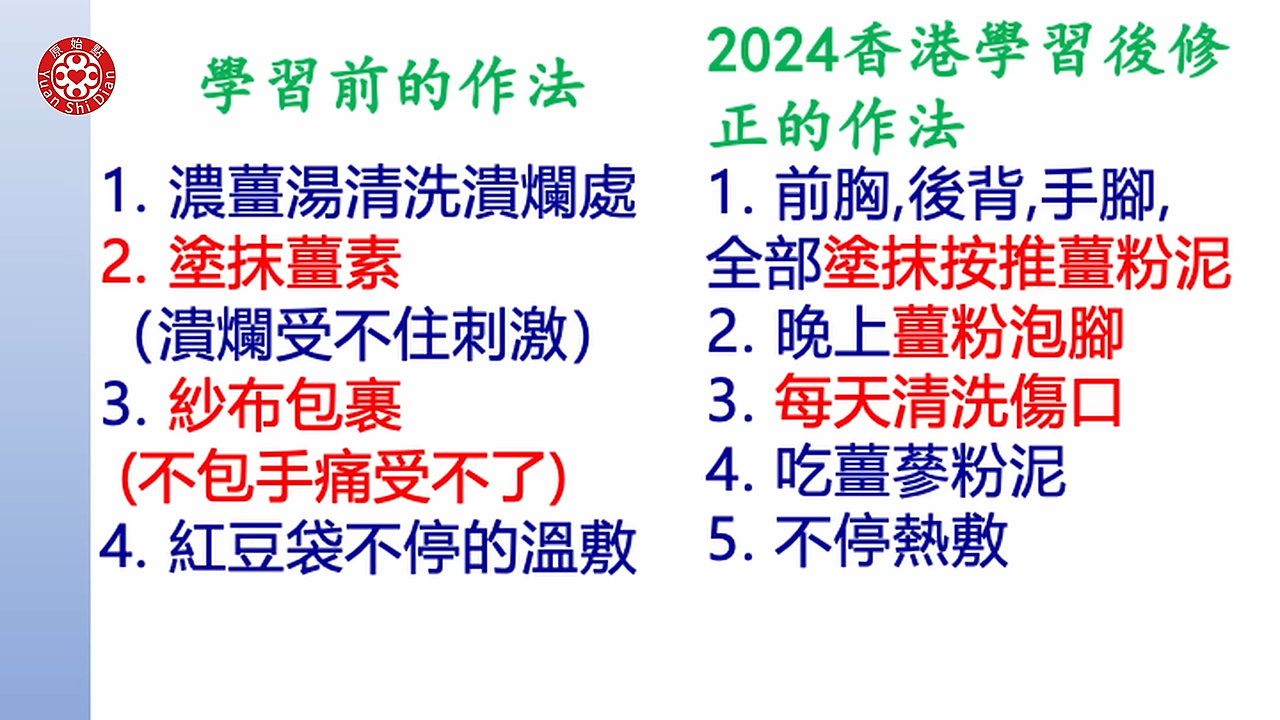 原始點
Yuan Shi Dian
學習前的作法
1. 濃薑湯清洗潰爛處
2. 塗抹薑素
（潰爛受不住刺激）
3. 紗布包裹
(不包手痛受不了)
4. 紅豆袋不停的溫敷
2024香港學習後修
正的作法
1. 前胸,後背,手腳,
全部塗抹按推薑粉泥
2. 晚上薑粉泡腳
3. 每天清洗傷口
4. 吃薑蔘粉泥
5. 不停熱敷